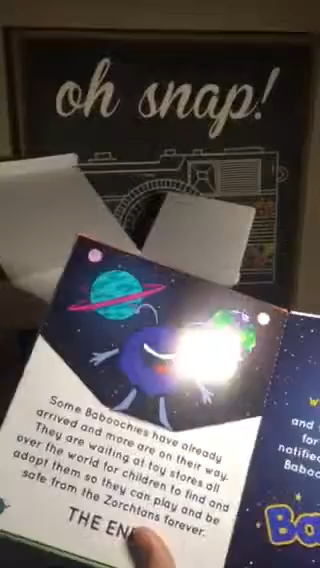 oh snap!
Some Baboochies have already
arrived and more are on their way.
They are waiting at toy stores all
over the world for children to find and
adopt them so they can play and be
safe from the Zorchtans forever.
THE EN
and
for
notifie
Baboo
Ba